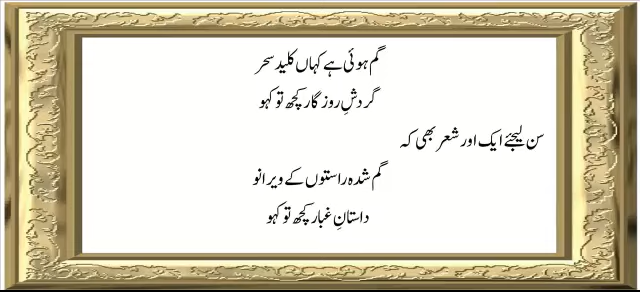 گم ہوئی ہے کہاں کلید سحر
گردشِ روزگار کچھ تو کہو
سن لیجئے ایک اور شعر بھی کہ
گم شدہ راستوں کے ویرانو
داستانِ غبار کچھ تو کہو